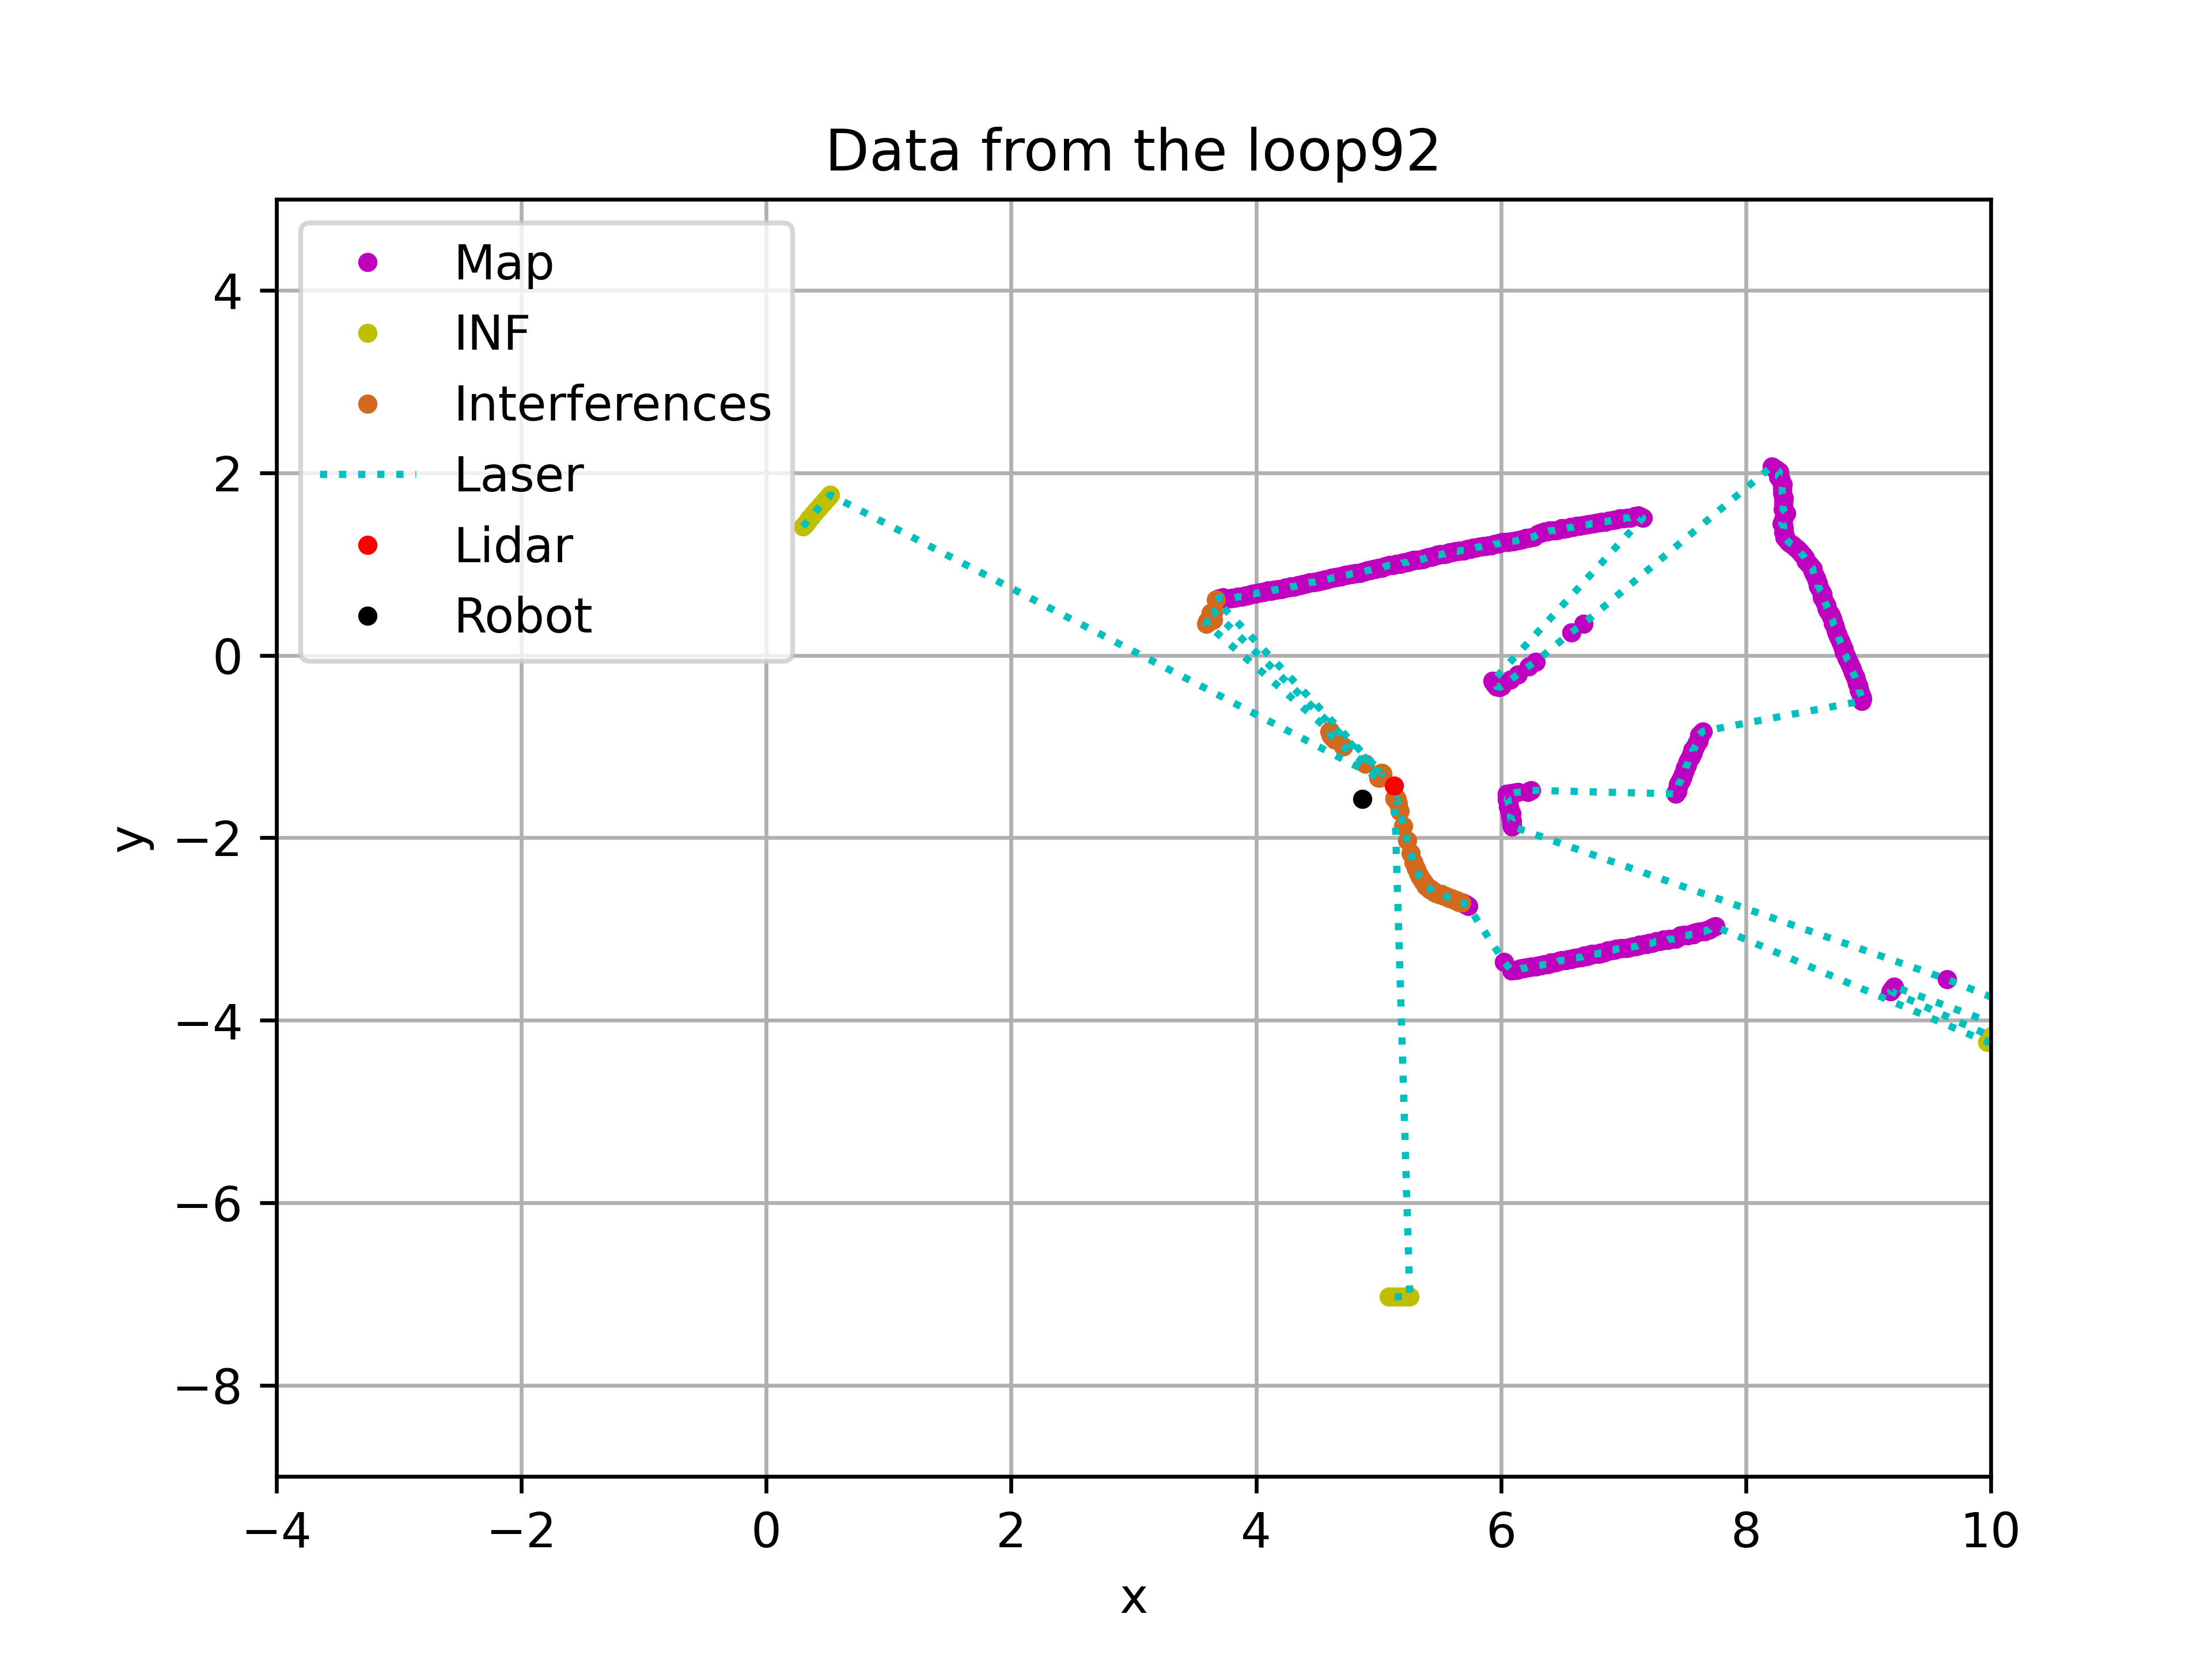 Data from the loop92
Map
INF
Interferences
Laser
Lidar
Robot
4
2
0
−2
−4
−6
−8
y
−4 −2 0 2 4 6 8 10
x